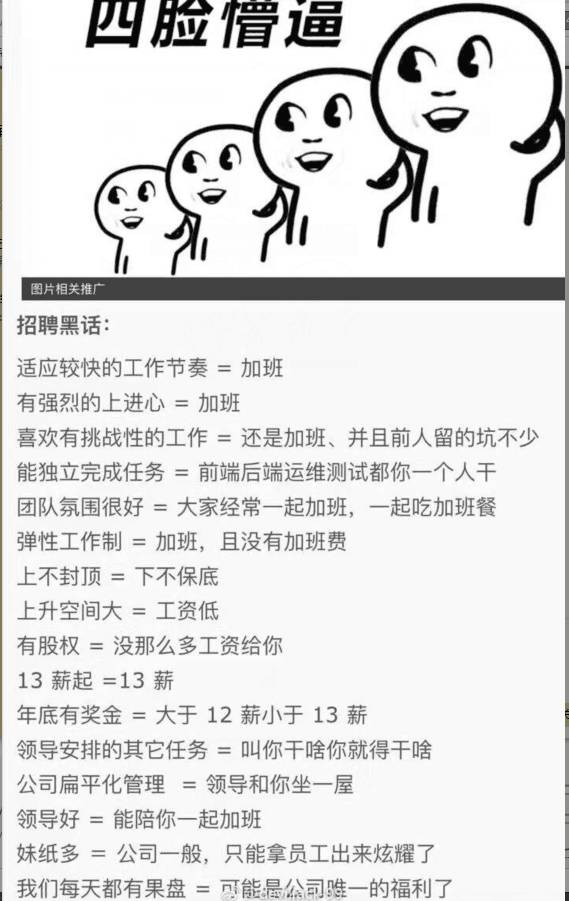 四脸懵逼
图片相关推广
招聘黑话：
适应较快的工作节奏 = 加班
有强烈的上进心 = 加班
喜欢有挑战性的工作 = 还是加班、并且前人留的坑不少
能独立完成任务 = 前端后端运维测试都你一个人干
团队氛围很好 = 大家经常一起加班，一起吃加班餐
弹性工作制 = 加班，且没有加班费
上不封顶 = 下不保底
上升空间大 = 工资低
有股权 = 没那么多工资给你
13 薪起 =13 薪
年底有奖金 = 大于 12 薪小于 13 薪
领导安排的其它任务 = 叫你干啥你就得干啥
公司扁平化管理 = 领导和你坐一屋
领导好 = 能陪你一起加班
妹纸多 = 公司一般，只能拿员工出来炫耀了
我们每天都有果盘 = 可能是公司唯一的福利了